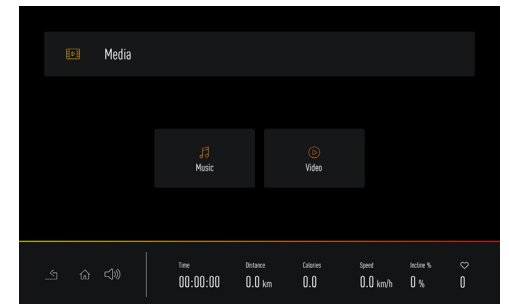 Media
Music
Video
Time Distance Calories Speed Incline %
00:00:00 0.0 km 0.0 0.0 km/h 0 % 0